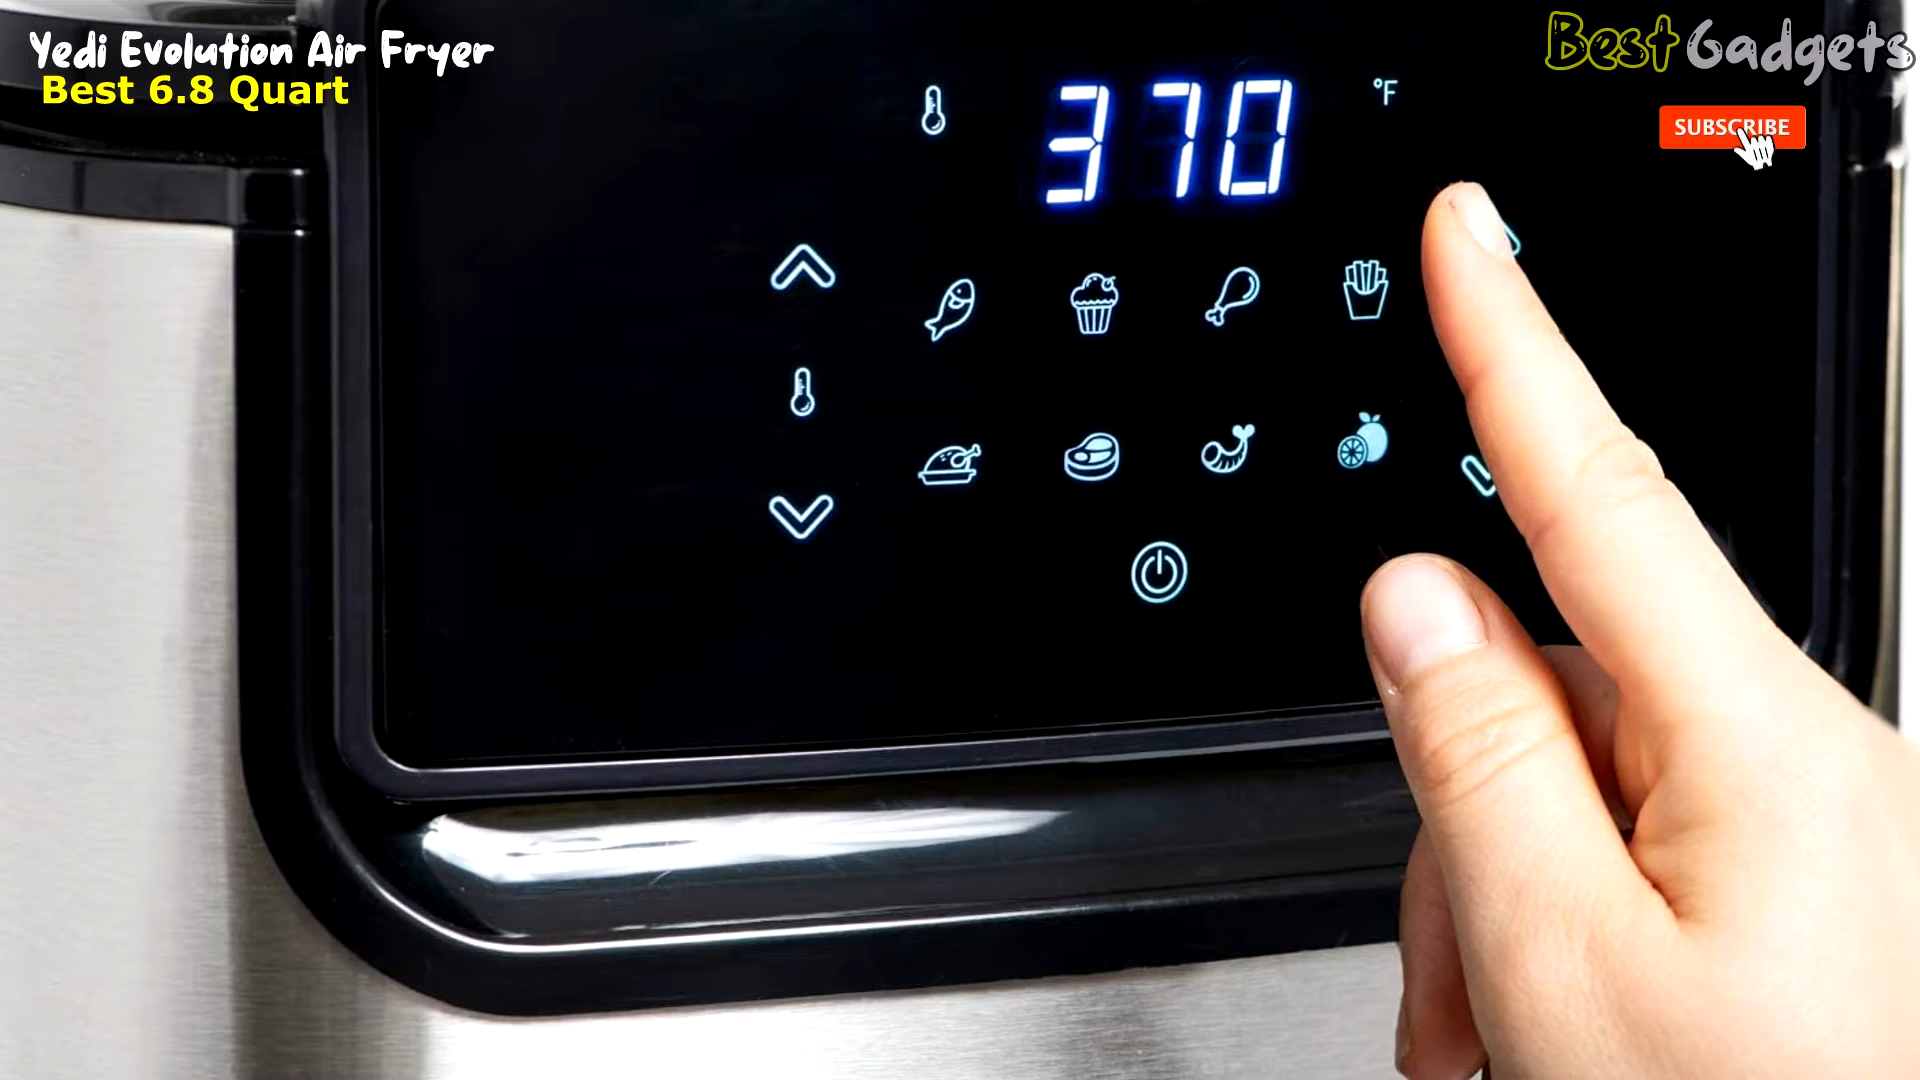 Yedi Evolution Air Fryer
Best 6.8 Quart
Best Gadgets
SUBSCRIBE
370 °F